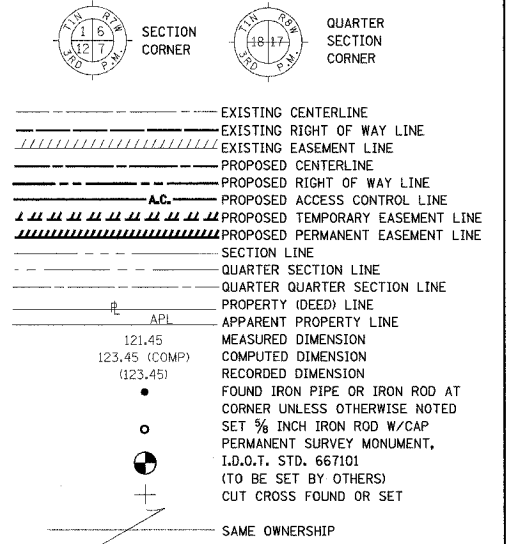 T1N R7W
1 6
12 7
3RD P.M.
SECTION
CORNER
T1N R8W
18 17
3RD P.M.
QUARTER
SECTION
CORNER
EXISTING CENTERLINE
EXISTING RIGHT OF WAY LINE
EXISTING EASEMENT LINE
PROPOSED CENTERLINE
PROPOSED RIGHT OF WAY LINE
A.C. PROPOSED ACCESS CONTROL LINE
PROPOSED TEMPORARY EASEMENT LINE
PROPOSED PERMANENT EASEMENT LINE
SECTION LINE
QUARTER SECTION LINE
QUARTER QUARTER SECTION LINE
PL PROPERTY (DEED) LINE
APL APPARENT PROPERTY LINE
121.45 MEASURED DIMENSION
123.45 (COMP) COMPUTED DIMENSION
(123.45) RECORDED DIMENSION
FOUND IRON PIPE OR IRON ROD AT
CORNER UNLESS OTHERWISE NOTED
SET 5/8 INCH IRON ROD W/CAP
PERMANENT SURVEY MONUMENT,
I.D.O.T. STD. 667101
(TO BE SET BY OTHERS)
CUT CROSS FOUND OR SET
SAME OWNERSHIP